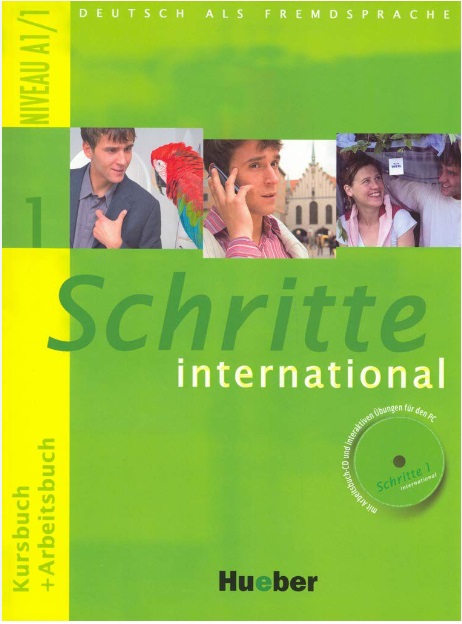 DEUTSCH ALS FREMDSPRACHE
NIVEAU A1/1
1
Schritte
international
mit Arbeitsbuch-CD und interaktiven Übungen für den PC
Schritte 1
international
Kursbuch
+Arbeitsbuch
Hueber